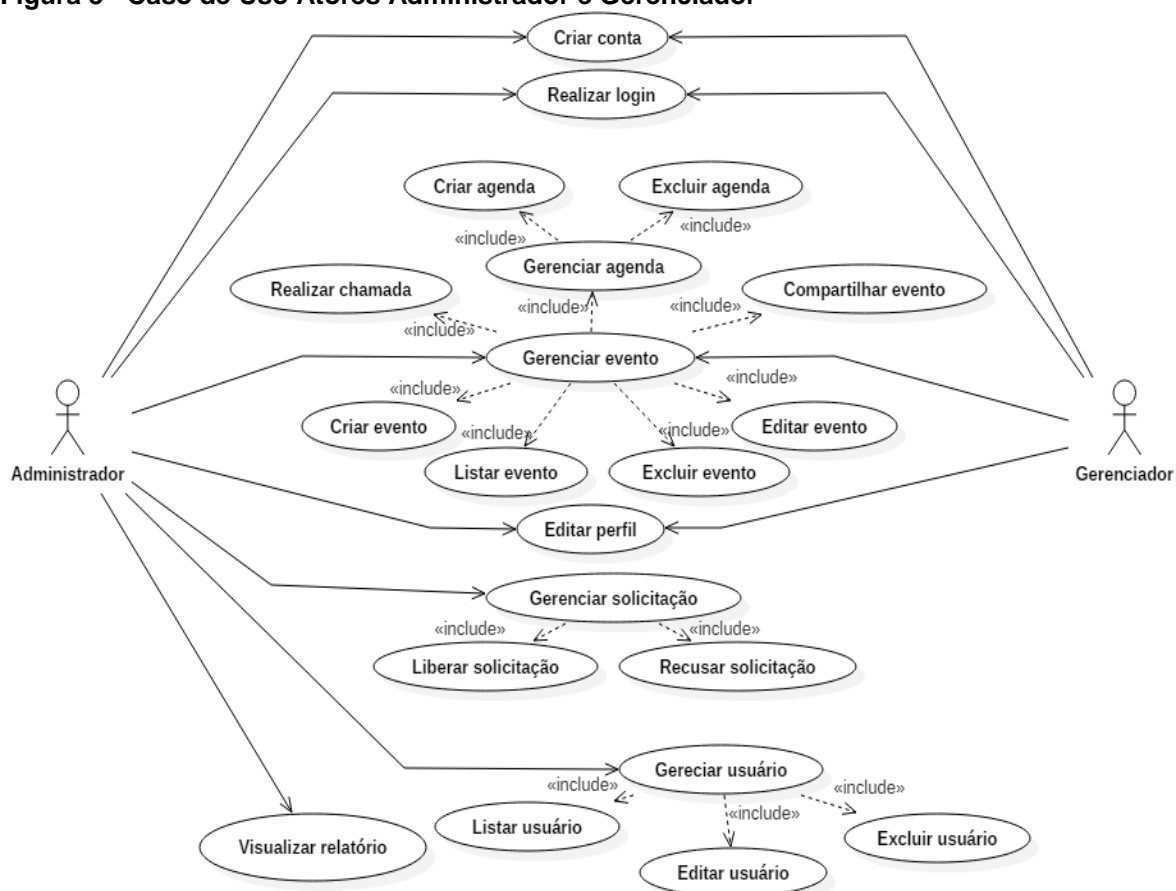 Figura 3 - Caso de Uso Atores Administrador e Gerenciador
Criar conta
Realizar login
Criar agenda
Excluir agenda
«include»
«include»
Gerenciar agenda
Realizar chamada
Compartilhar evento
«include»
«include»
«include»
Gerenciar evento
«include»
«include»
Criar evento
Editar evento
«include»
«include»
Listar evento
Excluir evento
Administrador
Gerenciador
Editar perfil
Gerenciar solicitação
«include»
«include»
Liberar solicitação
Recusar solicitação
Gereciar usuário
«include»
«include»
«include»
Listar usuário
Excluir usuário
Visualizar relatório
Editar usuário